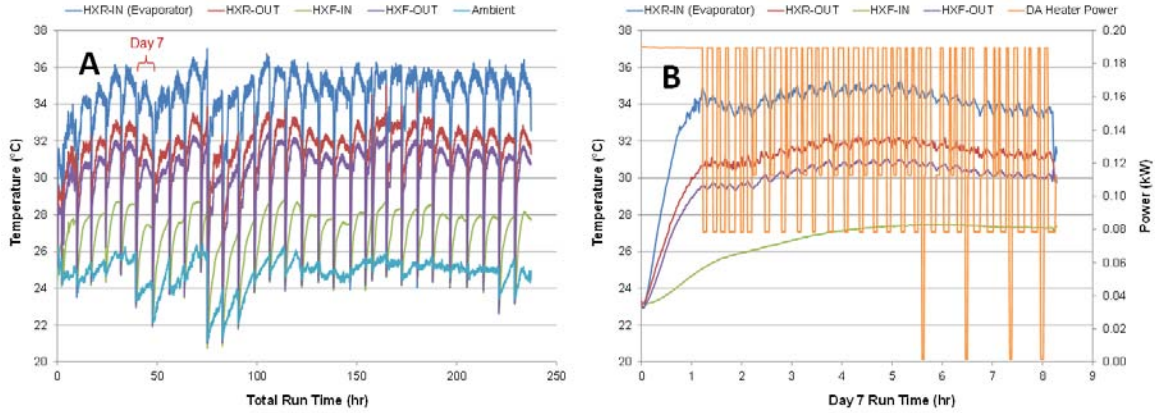 HXR-IN (Evaporator) HXR-OUT HXF-IN HXF-OUT Ambient
38
36
34
32
30
28
26
24
22
20
Temperature (°C)
A
Day 7
0 50 100 150 200 250
Total Run Time (hr)
HXR-IN (Evaporator) HXR-OUT HXF-IN HXF-OUT DA Heater Power
38
36
34
32
30
28
26
24
22
20
Temperature (°C)
B
0.20
0.18
0.16
0.14
0.12
0.10
0.08
0.06
0.04
0.02
0.00
Power (kW)
0 1 2 3 4 5 6 7 8 9
Day 7 Run Time (hr)